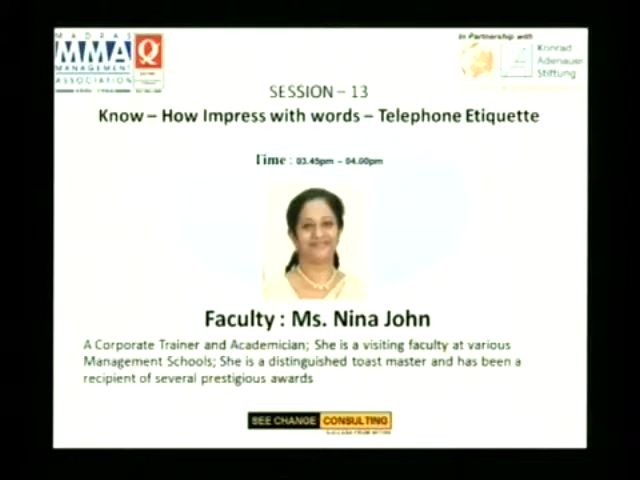 MADRAS
MMA
MANAGEMENT
ASSOCIATION
Q
In Partnership with
Konrad
Adenauer
Stiftung
SESSION – 13
Know – How Impress with words – Telephone Etiquette
Time : 03.45pm – 04.00pm
Faculty : Ms. Nina John
A Corporate Trainer and Academician; She is a visiting faculty at various
Management Schools; She is a distinguished toast master and has been a
recipient of several prestigious awards
SEE CHANGE CONSULTING